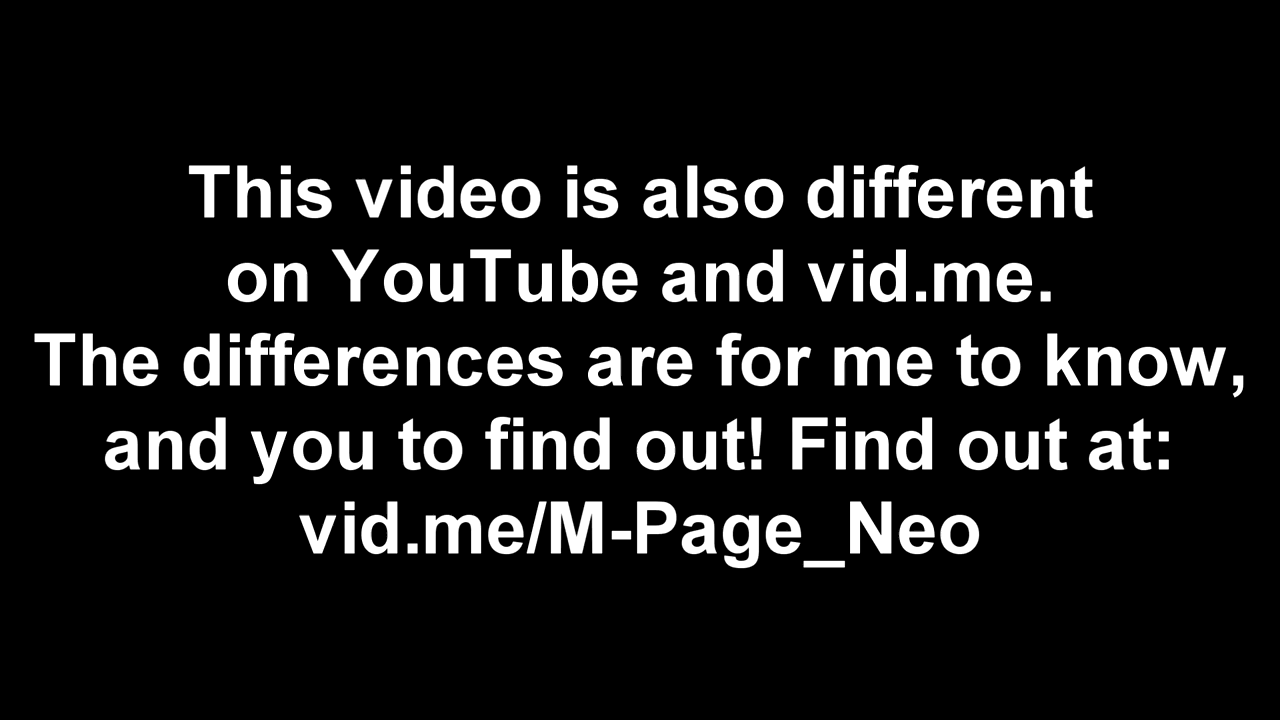 This video is also different
on YouTube and vid.me.
The differences are for me to know,
and you to find out! Find out at:
vid.me/M-Page_Neo